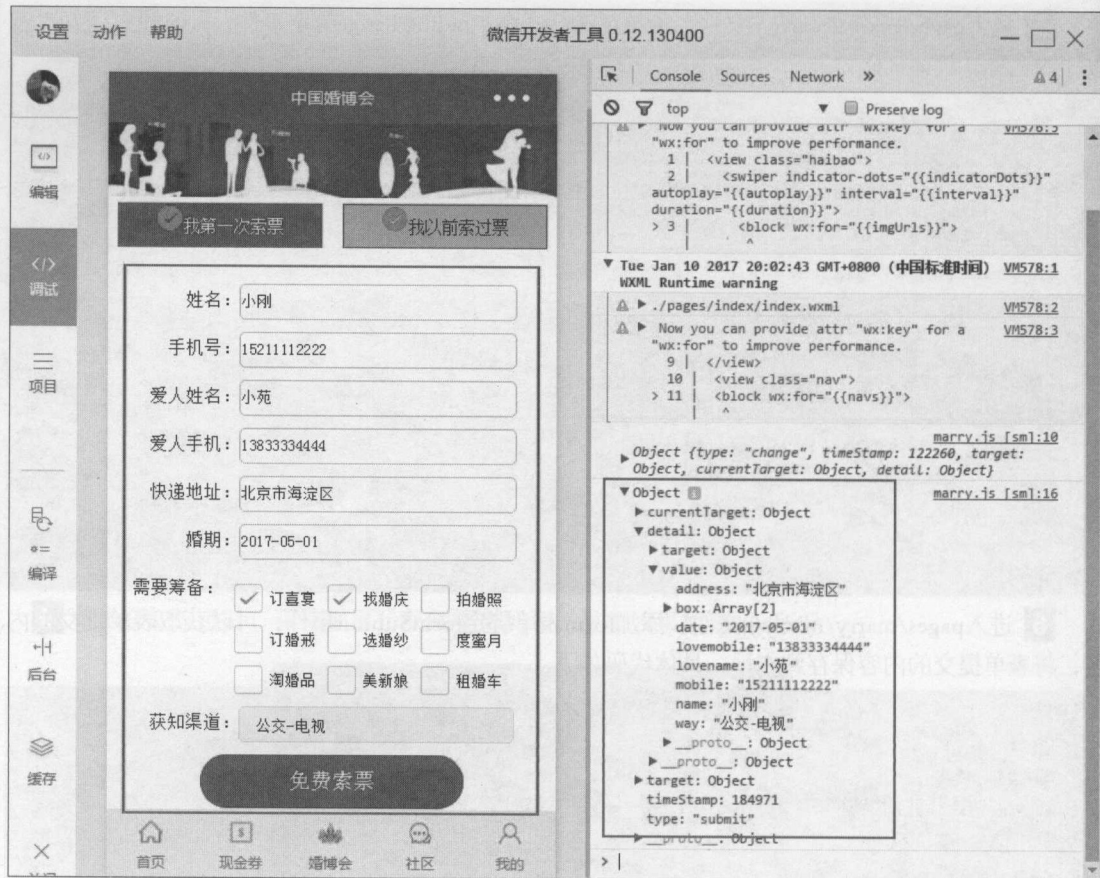 设置 动作 帮助 微信开发者工具 0.12.130400
编辑
调试
项目
编译
后台
缓存
中国婚博会
我第一次索票 我以前索过票
姓名：小刚
手机号：15211112222
爱人姓名：小苑
爱人手机：13833334444
快递地址：北京市海淀区
婚期：2017-05-01
需要筹备： 订喜宴 找婚庆 拍婚照
订婚戒 选婚纱 度蜜月
淘婚品 美新娘 租婚车
获知渠道： 公交-电视
免费索票
首页 现金券 婚博会 社区 我的
Console Sources Network » 4
top Preserve log
Now you can provide attr "wx:key" for a VM576:3
"wx:for" to improve performance.
1 | <view class="haibao">
2 | <swiper indicator-dots="{{indicatorDots}}"
autoplay="{{autoplay}}" interval="{{interval}}"
duration="{{duration}}">
> 3 | <block wx:for="{{imgUrls}}">
| ^
Tue Jan 10 2017 20:02:43 GMT+0800 (中国标准时间) VM578:1
WXML Runtime warning
./pages/index/index.wxml VM578:2
Now you can provide attr "wx:key" for a VM578:3
"wx:for" to improve performance.
9 | </view>
10 | <view class="nav">
> 11 | <block wx:for="{{navs}}">
| ^
marry.js [sm]:10
Object {type: "change", timeStamp: 122260, target:
Object, currentTarget: Object, detail: Object}
Object marry.js [sm]:16
currentTarget: Object
detail: Object
target: Object
value: Object
address: "北京市海淀区"
box: Array[2]
date: "2017-05-01"
lovemobile: "13833334444"
lovename: "小苑"
mobile: "15211112222"
name: "小刚"
way: "公交-电视"
__proto__: Object
__proto__: Object
target: Object
timeStamp: 184971
type: "submit"
__proto__: Object
>